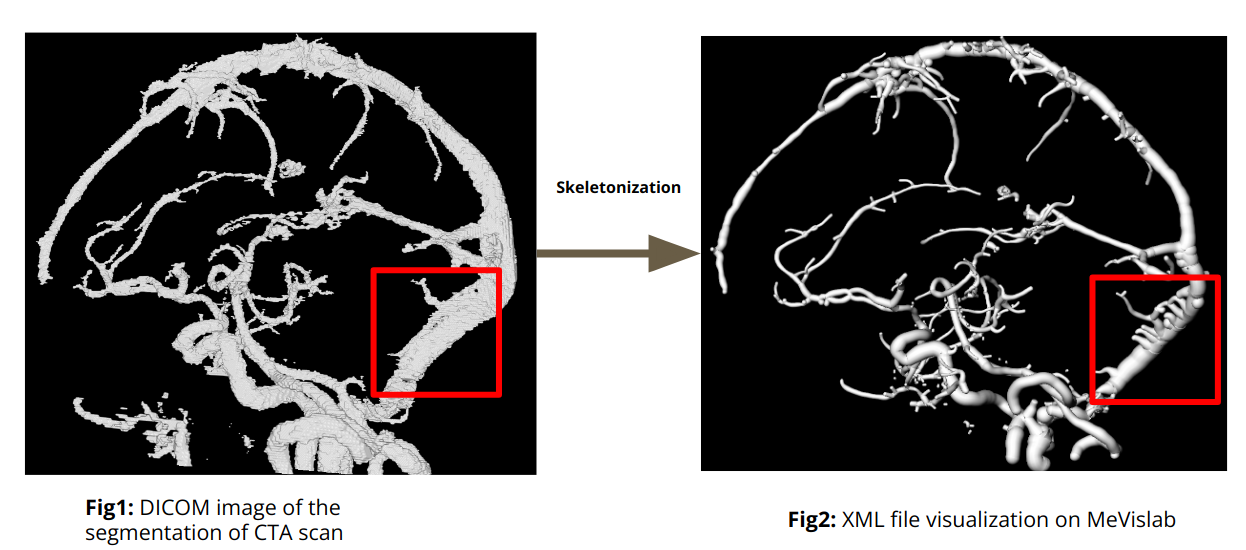 Skeletonization
Fig1: DICOM image of the
segmentation of CTA scan
Fig2: XML file visualization on MeVislab